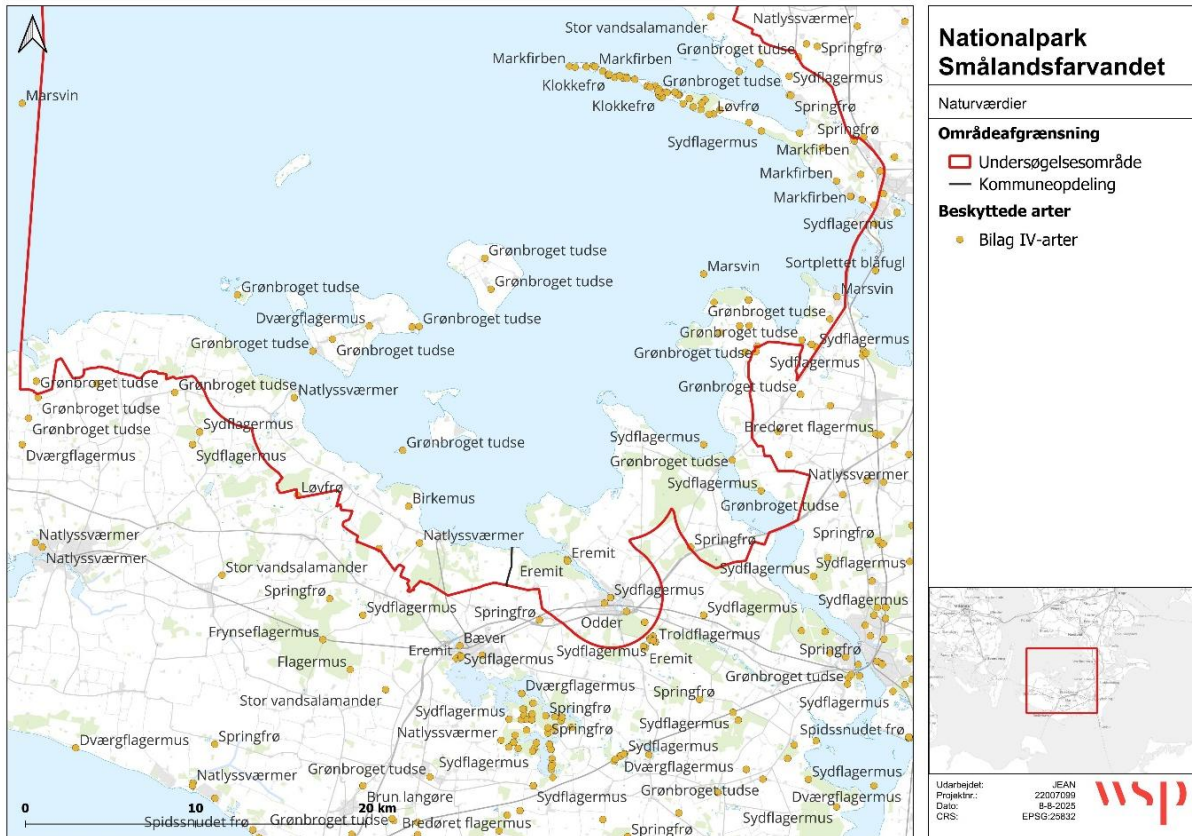 Natlyssværmer
Stor vandsalamander
Grønbroget tudse
Springfrø
Markfirben
Markfirben
Sydflagermus
Klokkefrø
Grønbroget tudse
Marsvin
Klokkefrø
Løvfrø
Springfrø
Springfrø
Sydflagermus
Markfirben
Markfirben
Markfirben
Sydflagermus
Grønbroget tudse
Sortplettet blåfugl
Marsvin
Grønbroget tudse
Grønbroget tudse
Marsvin
Dværgflagermus
Grønbroget tudse
Grønbroget tudse
Grønbroget tudse
Grønbroget tudse
Grønbroget tudse
Sydflagermus
Grønbroget tudse
Sydflagermus
Grønbroget tudse
Grønbroget tudse
Natlyssværmer
Grønbroget tudse
Grønbroget tudse
Grønbroget tudse
Sydflagermus
Bredøret flagermus
Dværgflagermus
Sydflagermus
Grønbroget tudse
Sydflagermus
Grønbroget tudse
Sydflagermus
Natlyssværmer
Løvfrø
Birkemus
Grønbroget tudse
Natlyssværmer
Natlyssværmer
Springfrø
Springfrø
Natlyssværmer
Eremit
Sydflagermus
Stor vandsalamander
Eremit
Sydflagermus
Springfrø
Sydflagermus
Sydflagermus
Sydflagermus
Springfrø
Odder
Sydflagermus
Frynseflagermus
Bæver
Troldflagermus
Eremit
Sydflagermus
Sydflagermus
Eremit
Springfrø
Flagermus
Grønbroget tudse
Stor vandsalamander
Dværgflagermus
Springfrø
Sydflagermus
Springfrø
Sydflagermus
Natlyssværmer
Springfrø
Spidssnudet frø
Dværgflagermus
Springfrø
Sydflagermus
Sydflagermus
Dværgflagermus
Grønbroget tudse
Sydflagermus
Natlyssværmer
Sydflagermus
Dværgflagermus
Brun langøre
0 10 20 km
Spidssnudet frø
Grønbroget tudse
Bredøret flagermus
Springfrø
Sydflagermus
Nationalpark
Smålandsfarvandet
Naturværdier
Områdeafgrænsning
Undersøgelsesområde
Kommuneopdeling
Beskyttede arter
Bilag IV-arter
Udarbejdet: JEAN
Projektnr.: 22007099
Dato: 8-8-2025
CRS: EPSG:25832
wsp